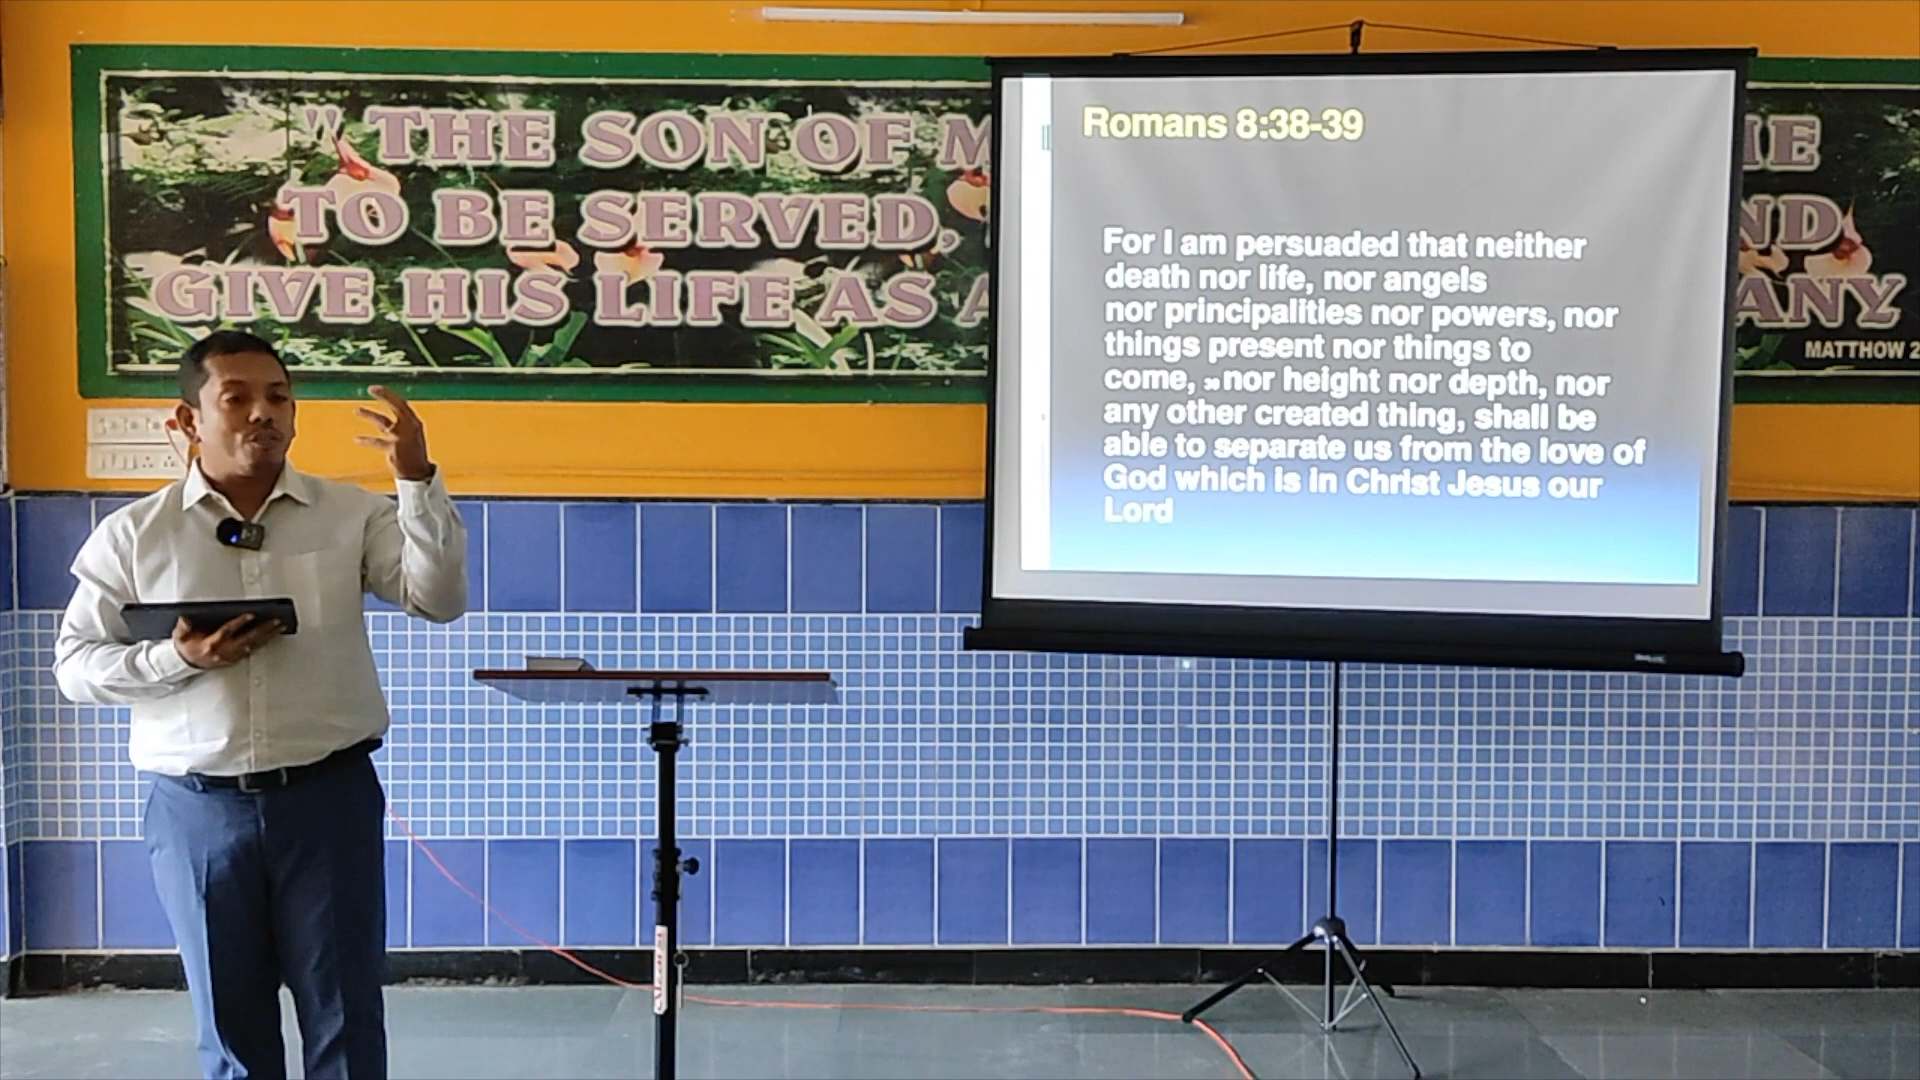 " THE SON OF M
TO BE SERVED,
GIVE HIS LIFE AS A
ND
ANY
MATTHOW 2
Romans 8:38-39
For I am persuaded that neither
death nor life, nor angels
nor principalities nor powers, nor
things present nor things to
come, 39 nor height nor depth, nor
any other created thing, shall be
able to separate us from the love of
God which is in Christ Jesus our
Lord